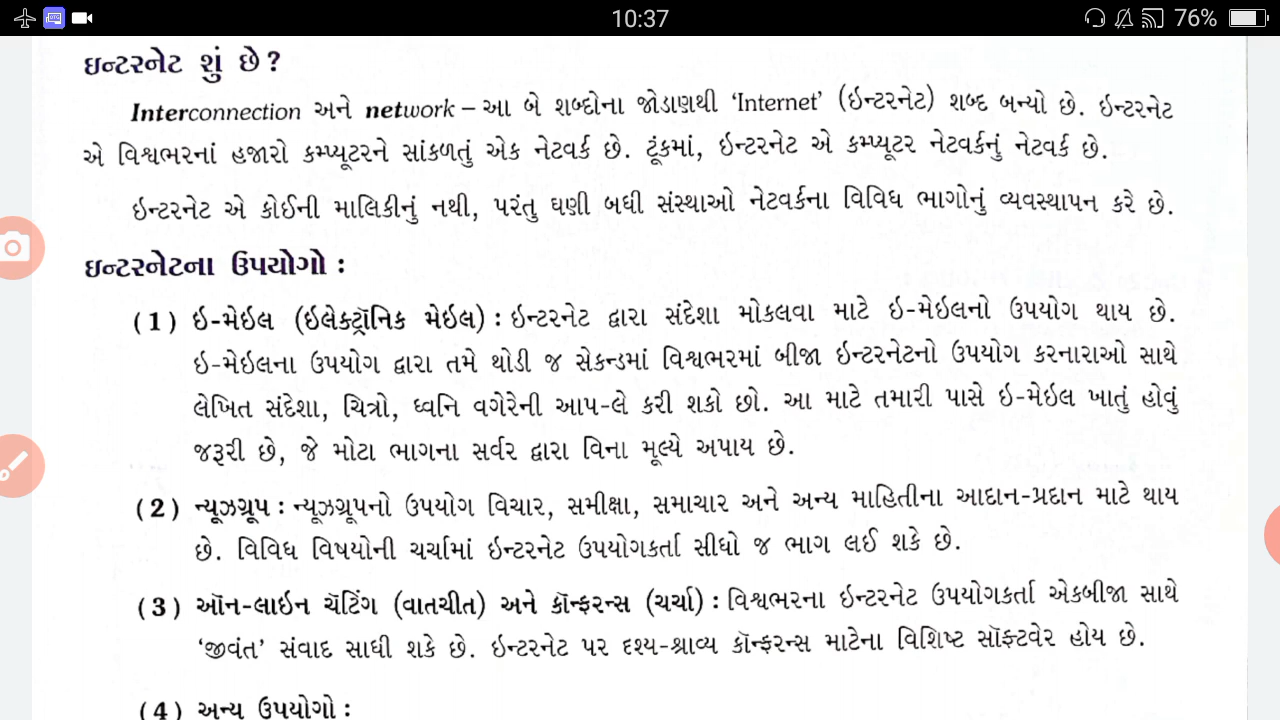 10:37
76%
ઇન્ટરનેટ શું છે?
Interconnection અને network – આ બે શબ્દોના જોડાણથી ‘Internet’ (ઇન્ટરનેટ) શબ્દ બન્યો છે. ઇન્ટરનેટ
એ વિશ્વભરનાં હજારો કમ્પ્યૂટરને સાંકળતું એક નેટવર્ક છે. ટૂંકમાં, ઇન્ટરનેટ એ કમ્પ્યૂટર નેટવર્કનું નેટવર્ક છે.
ઇન્ટરનેટ એ કોઈની માલિકીનું નથી, પરંતુ ઘણી બધી સંસ્થાઓ નેટવર્કના વિવિધ ભાગોનું વ્યવસ્થાપન કરે છે.
ઇન્ટરનેટના ઉપયોગો :
(1) ઇ-મેઇલ (ઇલેક્ટ્રૉનિક મેઇલ) : ઇન્ટરનેટ દ્વારા સંદેશા મોકલવા માટે ઇ-મેઇલનો ઉપયોગ થાય છે.
ઇ-મેઇલના ઉપયોગ દ્વારા તમે થોડી જ સેકન્ડમાં વિશ્વભરમાં બીજા ઇન્ટરનેટનો ઉપયોગ કરનારાઓ સાથે
લેખિત સંદેશા, ચિત્રો, ધ્વનિ વગેરેની આપ-લે કરી શકો છો. આ માટે તમારી પાસે ઇ-મેઇલ ખાતું હોવું
જરૂરી છે, જે મોટા ભાગના સર્વર દ્વારા વિના મૂલ્યે અપાય છે.
(2) ન્યૂઝગ્રૂપ : ન્યૂઝગ્રૂપનો ઉપયોગ વિચાર, સમીક્ષા, સમાચાર અને અન્ય માહિતીના આદાન-પ્રદાન માટે થાય
છે. વિવિધ વિષયોની ચર્ચામાં ઇન્ટરનેટ ઉપયોગકર્તા સીધો જ ભાગ લઈ શકે છે.
(3) ઑન-લાઇન ચૅટિંગ (વાતચીત) અને કૉન્ફરન્સ (ચર્ચા) : વિશ્વભરના ઇન્ટરનેટ ઉપયોગકર્તા એકબીજા સાથે
‘જીવંત’ સંવાદ સાધી શકે છે. ઇન્ટરનેટ પર દૃશ્ય-શ્રાવ્ય કૉન્ફરન્સ માટેના વિશિષ્ટ સૉફ્ટવેર હોય છે.
(4) અન્ય ઉપયોગો :